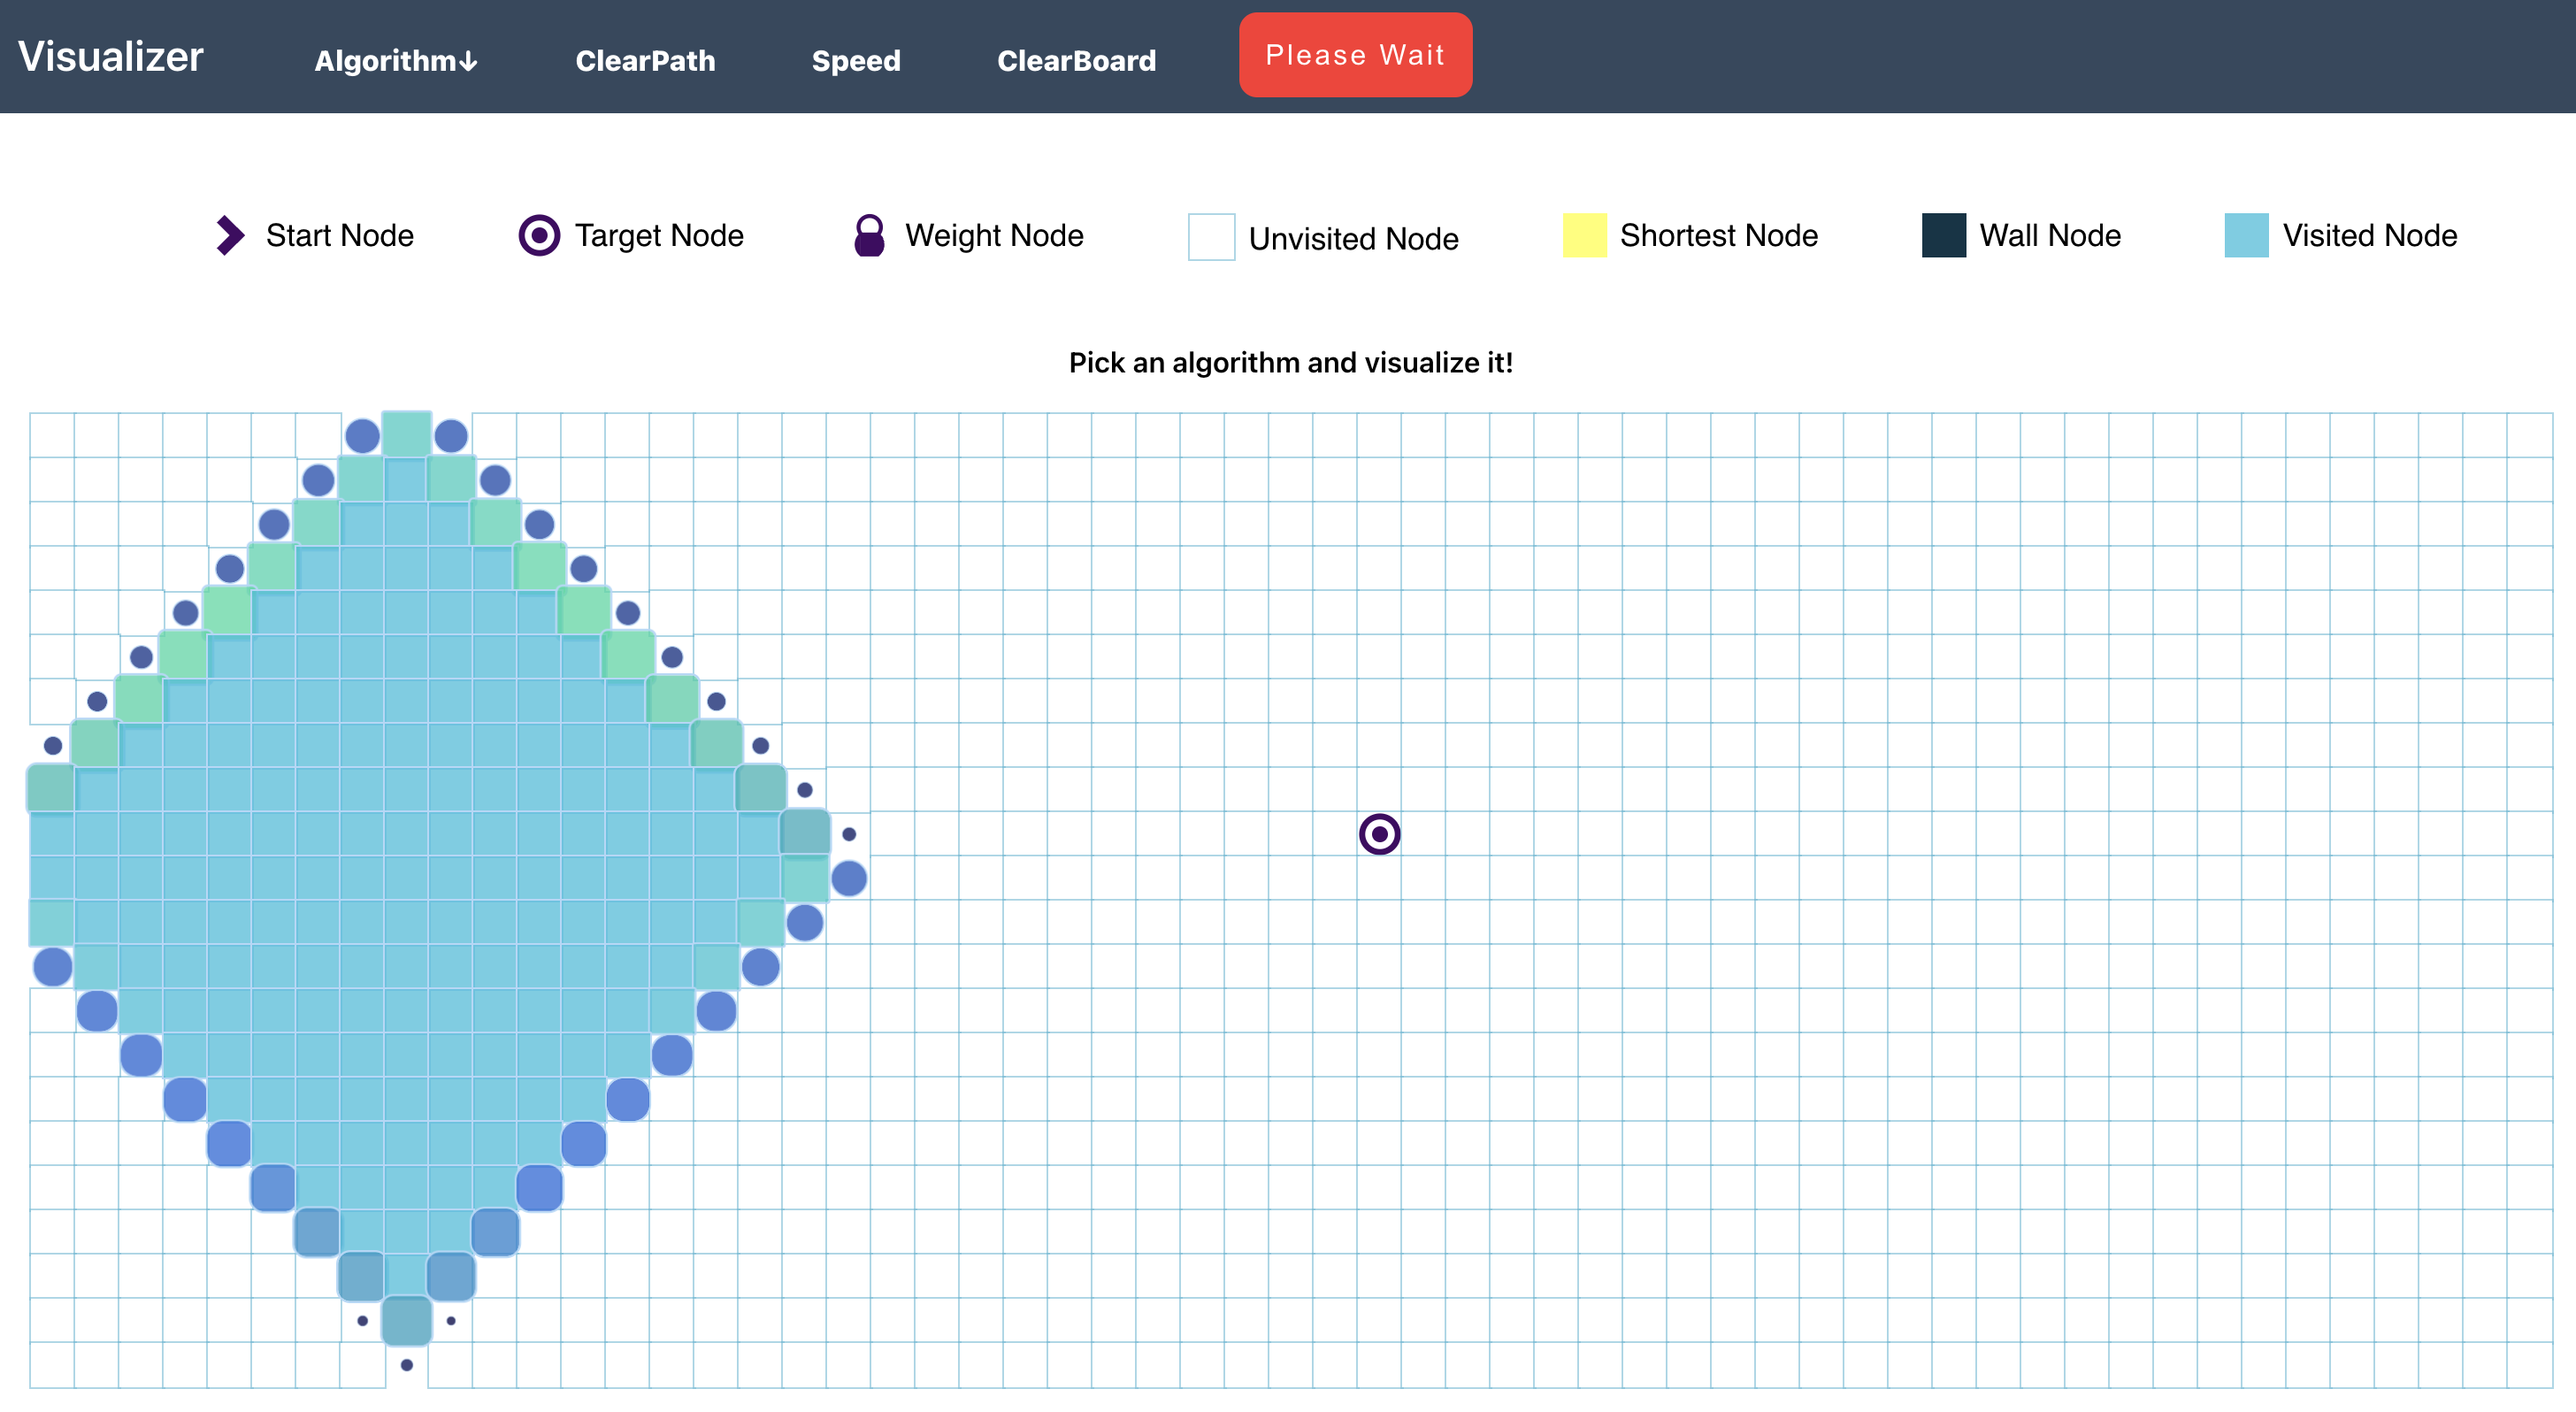 Visualizer Algorithm↓ ClearPath Speed ClearBoard Please Wait
Start Node Target Node Weight Node Unvisited Node Shortest Node Wall Node Visited Node
Pick an algorithm and visualize it!